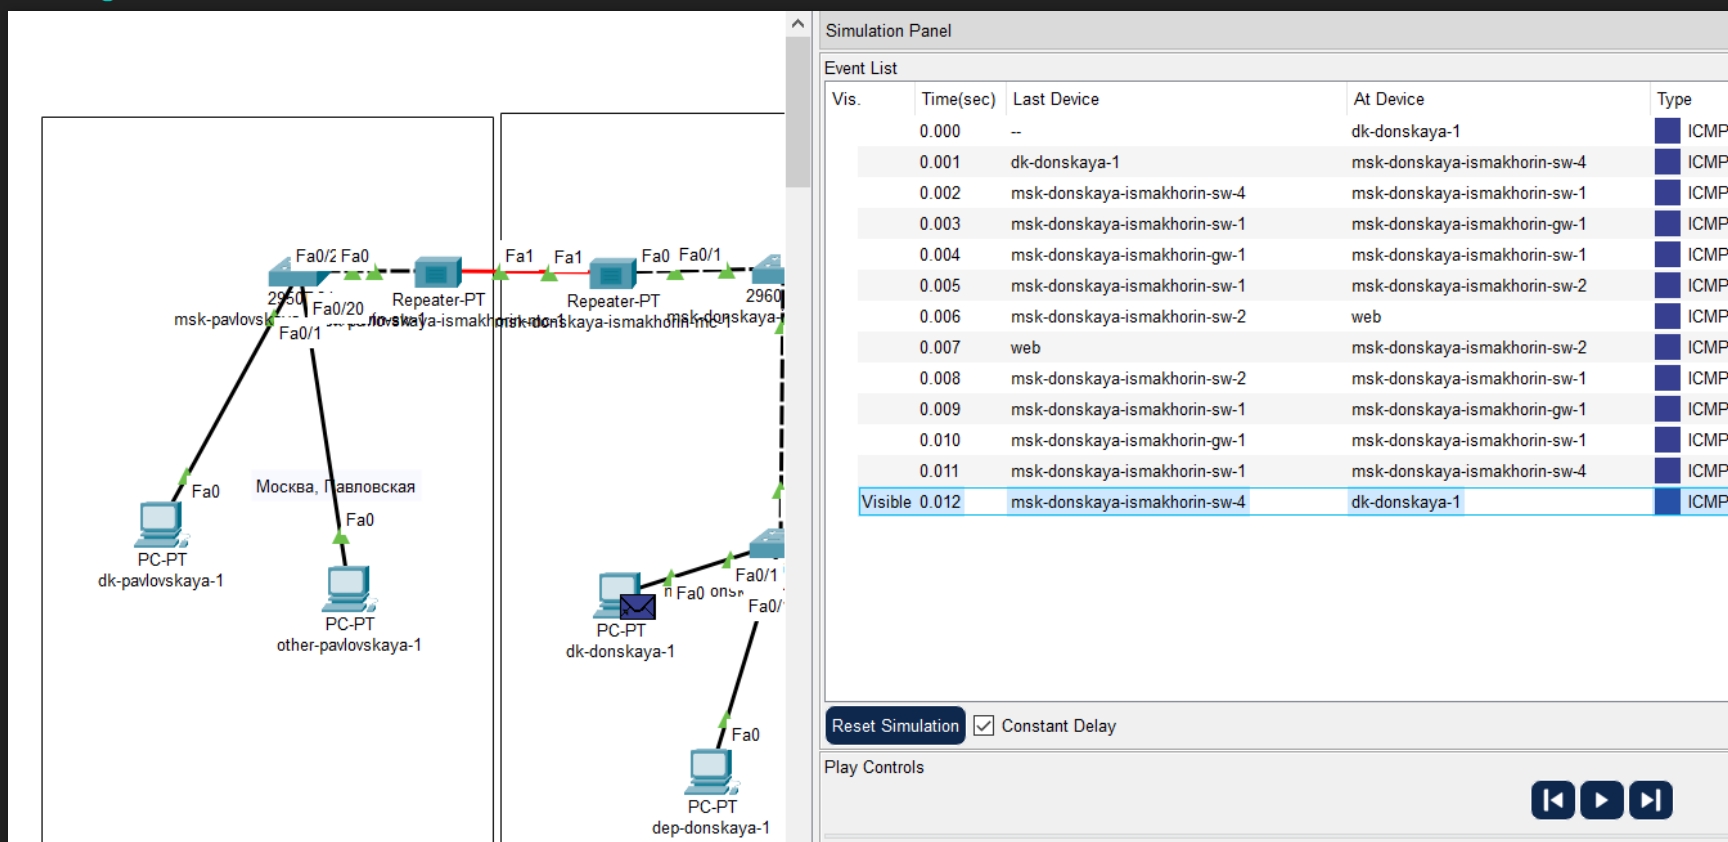 Simulation Panel
Event List
Vis. Time(sec) Last Device At Device Type
0.000 -- dk-donskaya-1 ICMP
0.001 dk-donskaya-1 msk-donskaya-ismakhorin-sw-4 ICMP
0.002 msk-donskaya-ismakhorin-sw-4 msk-donskaya-ismakhorin-sw-1 ICMP
0.003 msk-donskaya-ismakhorin-sw-1 msk-donskaya-ismakhorin-gw-1 ICMP
0.004 msk-donskaya-ismakhorin-gw-1 msk-donskaya-ismakhorin-sw-1 ICMP
0.005 msk-donskaya-ismakhorin-sw-1 msk-donskaya-ismakhorin-sw-2 ICMP
0.006 msk-donskaya-ismakhorin-sw-2 web ICMP
0.007 web msk-donskaya-ismakhorin-sw-2 ICMP
0.008 msk-donskaya-ismakhorin-sw-2 msk-donskaya-ismakhorin-sw-1 ICMP
0.009 msk-donskaya-ismakhorin-sw-1 msk-donskaya-ismakhorin-gw-1 ICMP
0.010 msk-donskaya-ismakhorin-gw-1 msk-donskaya-ismakhorin-sw-1 ICMP
0.011 msk-donskaya-ismakhorin-sw-1 msk-donskaya-ismakhorin-sw-4 ICMP
Visible 0.012 msk-donskaya-ismakhorin-sw-4 dk-donskaya-1 ICMP
Reset Simulation Constant Delay
Play Controls
Fa0/2 Fa0 Fa1 Fa1 Fa0 Fa0/1
Repeater-PT Repeater-PT 2960
Fa0/20
msk-donskaya-ismakhorin-mc-1
Fa0/1
Fa0
Москва, Павловская
Fa0
PC-PT
dk-pavlovskaya-1
PC-PT
other-pavlovskaya-1
Fa0/1
Fa0
PC-PT
dk-donskaya-1
Fa0
PC-PT
dep-donskaya-1